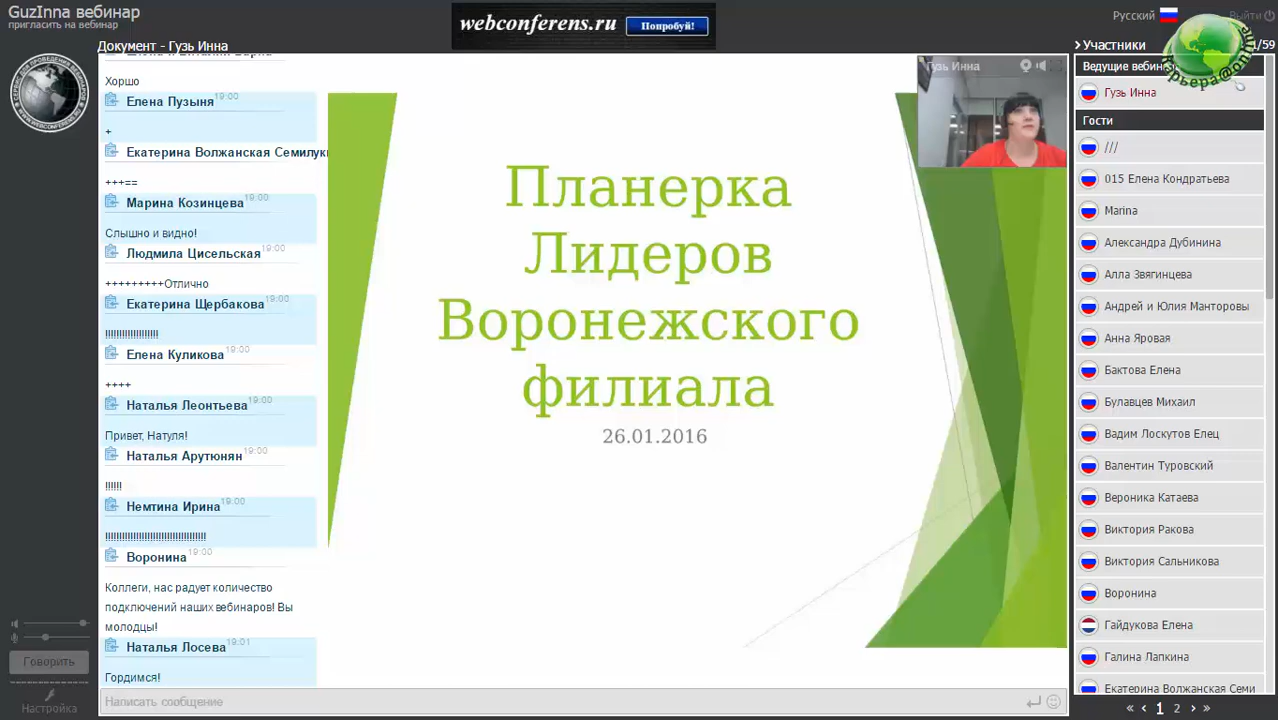 GuzInna вебинар
пригласить на вебинар
webconferens.ru
Попробуй!
Русский
Выйти
Документ - Гузь Инна
Хоршо
Елена Пузыня 19:00
+
Екатерина Волжанская Семилуки
+++==
Марина Козинцева 19:00
Слышно и видно!
Людмила Цисельская 19:00
+++++++++Отлично
Екатерина Щербакова 19:00
!!!!!!!!!!!!!!!!!!
Елена Куликова 19:00
++++
Наталья Леонтьева 19:00
Привет, Натуля!
Наталья Арутюнян 19:00
!!!!!!
Немтина Ирина 19:00
!!!!!!!!!!!!!!!!!!!!!!!!!!!!!!!!!!
Воронина 19:00
Коллеги, нас радует количество
подключений наших вебинаров! Вы
молодцы!
Наталья Лосева 19:01
Гордимся!
Написать сообщение
Говорить
Настройка
Планерка
Лидеров
Воронежского
филиала
26.01.2016
Гузь Инна
Участники
1/59
Ведущие
Гузь Инна
Гости
///
015 Елена Кондратьева
Marina
Александра Дубинина
Алла Звягинцева
Андрей и Юлия Манторовы
Анна Яровая
Бактова Елена
Булавцев Михаил
Вадим Лоскутов Елец
Валентин Туровский
Вероника Катаева
Виктория Ракова
Виктория Сальникова
Воронина
Гайдукова Елена
Галина Лапкина
Екатерина Волжанская Семи
« ‹ 1 2 › »